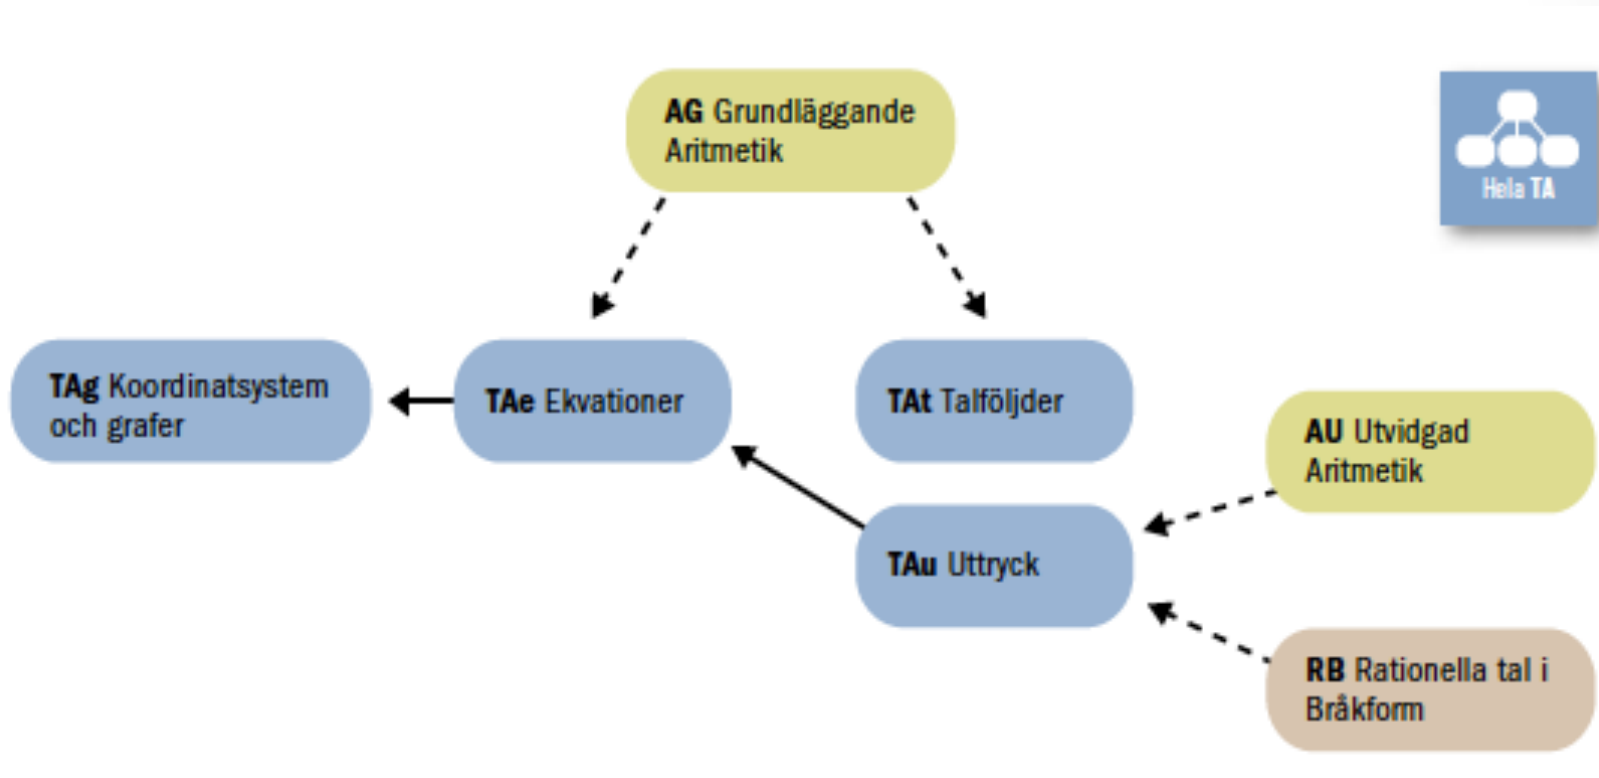 AG Grundläggande
Aritmetik
Hela TA
TAg Koordinatsystem
och grafer
TAe Ekvationer
TAt Talföljder
AU Utvidgad
Aritmetik
TAu Uttryck
RB Rationella tal i
Bråkform